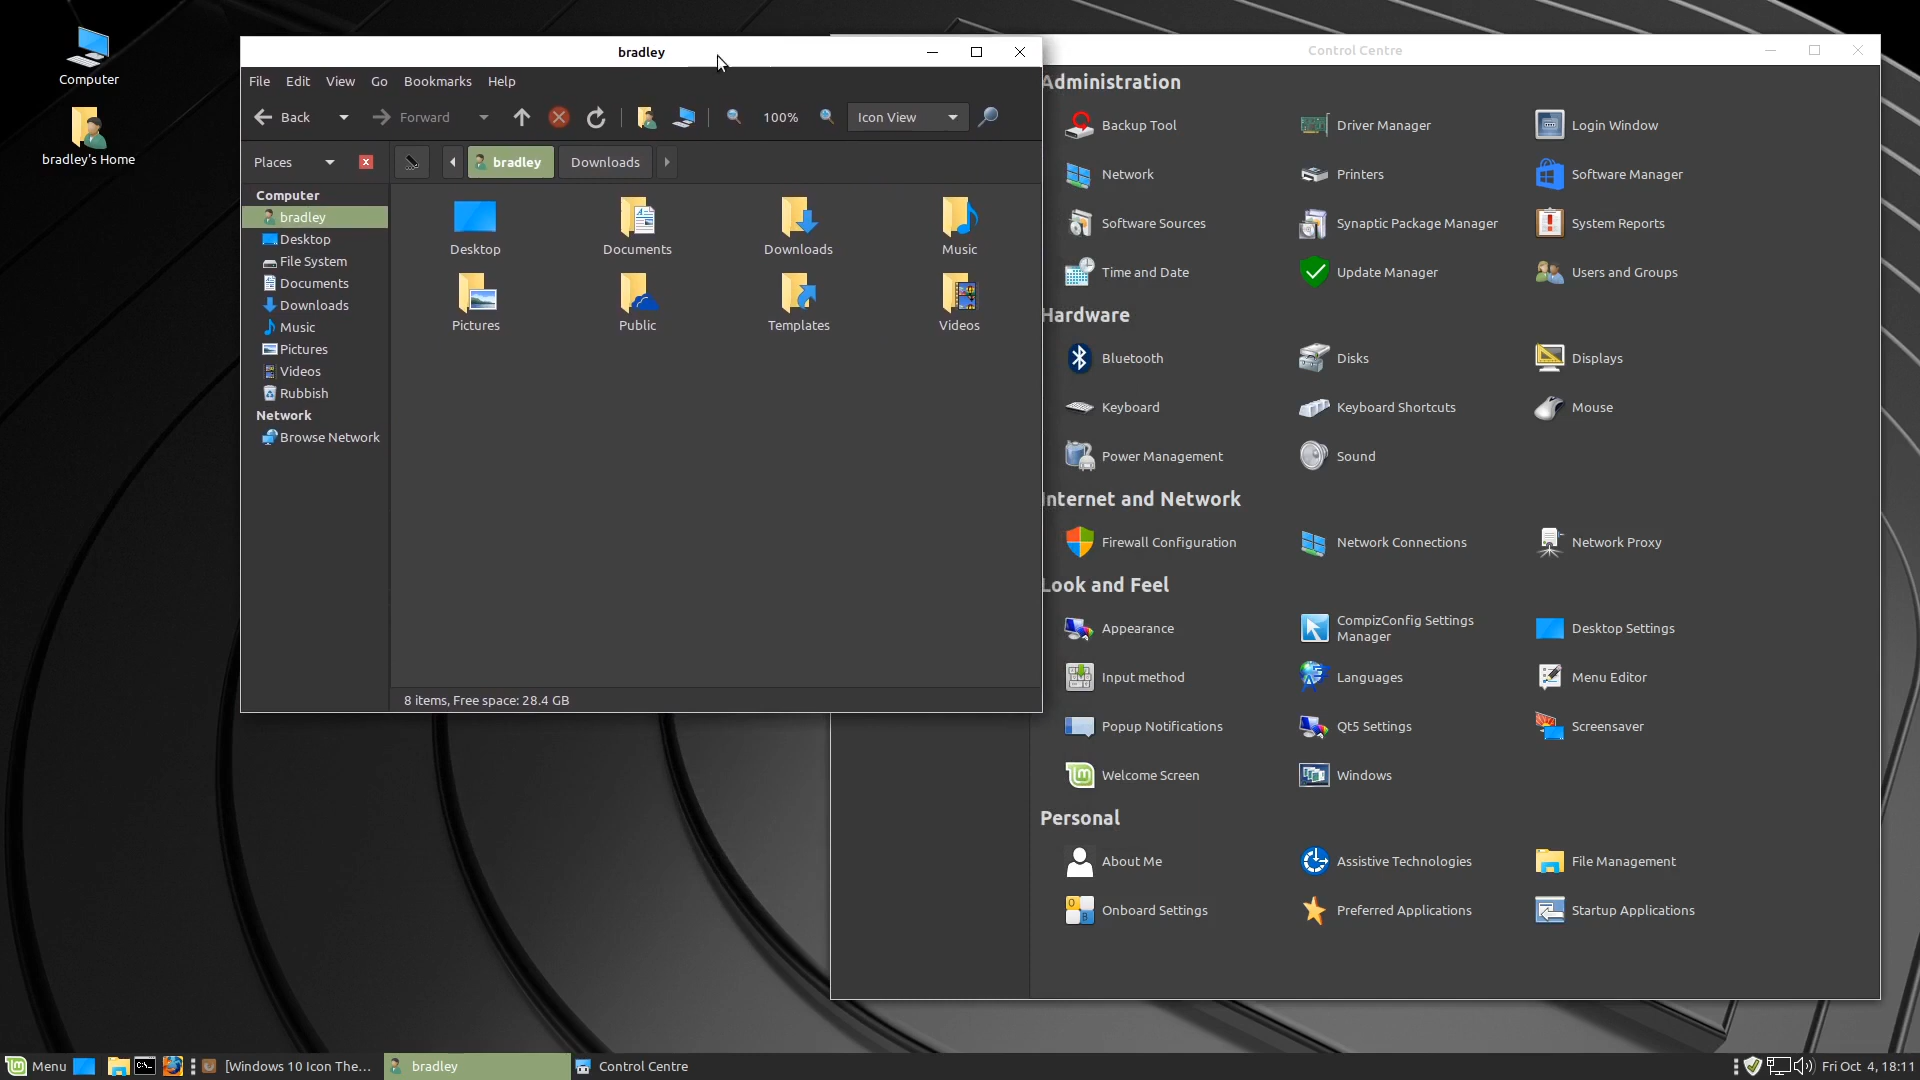 Computer
bradley's Home
bradley
File Edit View Go Bookmarks Help
Back Forward 100% Icon View
Places bradley Downloads
Computer
bradley
Desktop
File System
Documents
Downloads
Music
Pictures
Videos
Rubbish
Network
Browse Network
Desktop Documents Downloads Music
Pictures Public Templates Videos
8 items, Free space: 28.4 GB
Control Centre
Administration
Backup Tool Driver Manager Login Window
Network Printers Software Manager
Software Sources Synaptic Package Manager System Reports
Time and Date Update Manager Users and Groups
Hardware
Bluetooth Disks Displays
Keyboard Keyboard Shortcuts Mouse
Power Management Sound
Internet and Network
Firewall Configuration Network Connections Network Proxy
Look and Feel
Appearance CompizConfig Settings Manager Desktop Settings
Input method Languages Menu Editor
Popup Notifications Qt5 Settings Screensaver
Welcome Screen Windows
Personal
About Me Assistive Technologies File Management
Onboard Settings Preferred Applications Startup Applications
Menu [Windows 10 Icon The... bradley Control Centre Fri Oct 4, 18:11